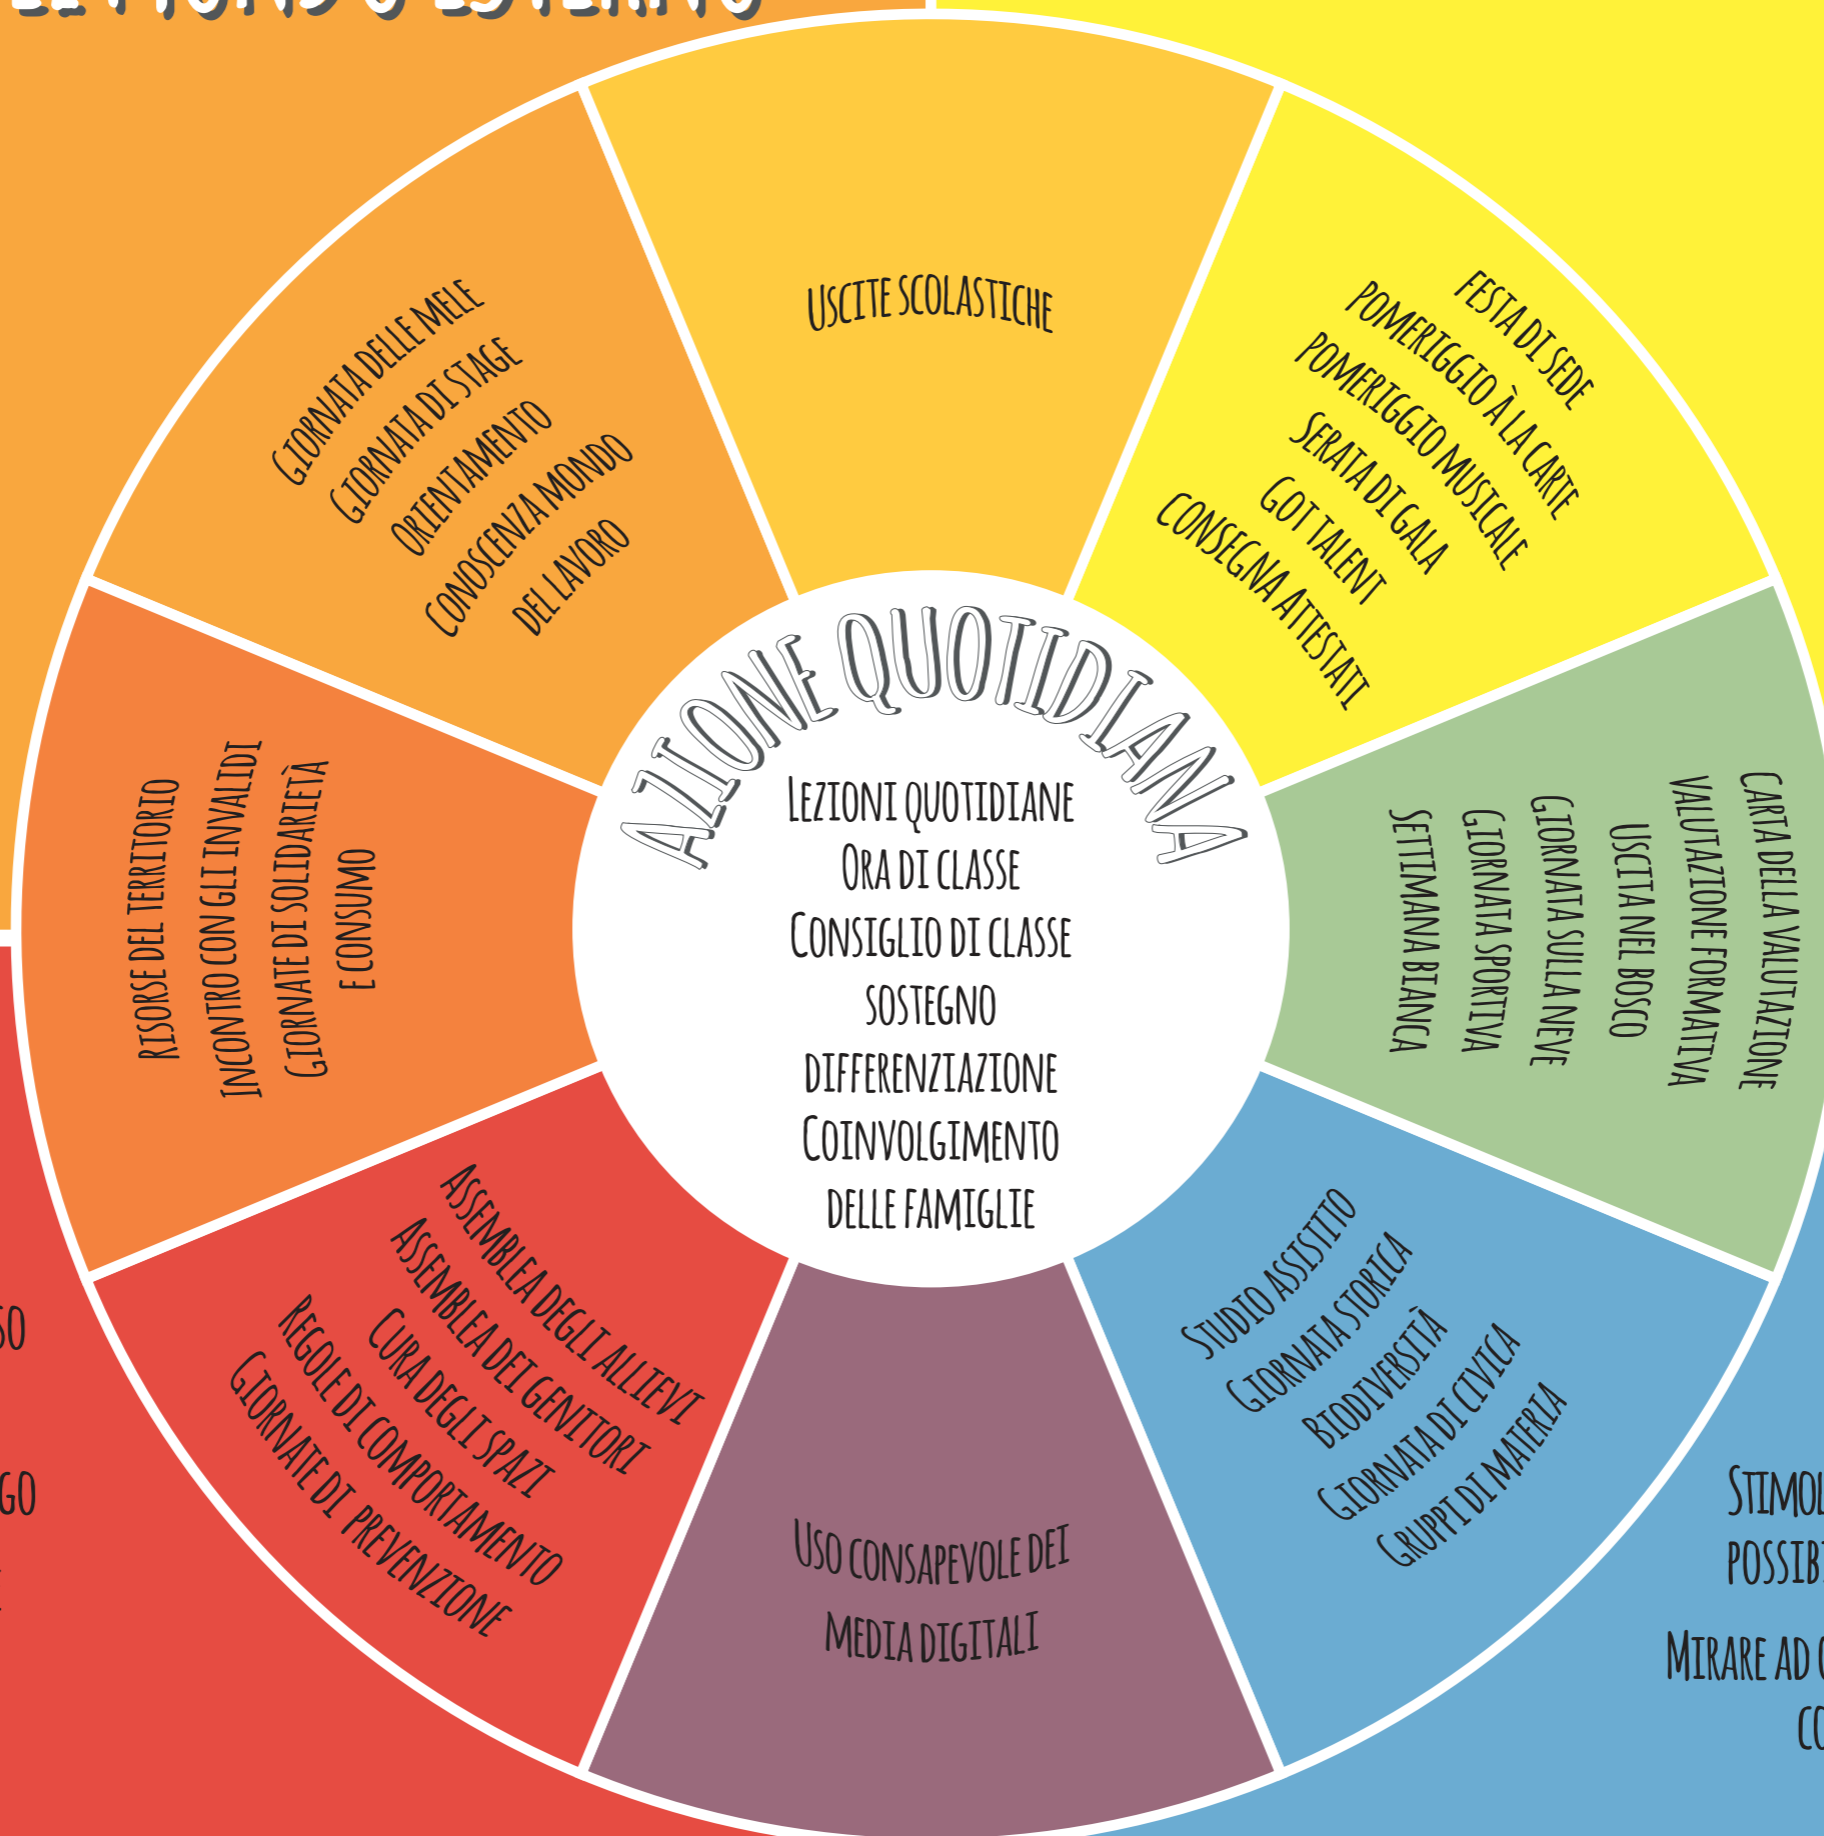 USCITE SCOLASTICHE
FESTA DI SEDE
POMERIGGIO À LA CARTE
POMERIGGIO MUSICALE
SERATA DI GALA
GOT TALENT
CONSEGNA ATTESTATI
CARTA DELLA VALUTAZIONE
VALUTAZIONE FORMATIVA
USCITA NEL BOSCO
GIORNATA SULLA NEVE
GIORNATA SPORTIVA
SETTIMANA BIANCA
STUDIO ASSISTITO
GIORNATA STORICA
BIODIVERSITÀ
GIORNATA DI CIVICA
GRUPPI DI MATERIA
USO CONSAPEVOLE DEI
MEDIA DIGITALI
ASSEMBLEA DEGLI ALLIEVI
ASSEMBLEA DEI GENITORI
CURA DEGLI SPAZI
REGOLE DI COMPORTAMENTO
GIORNATE DI PREVENZIONE
RISORSE DEL TERRITORIO
INCONTRO CON GLI INVALIDI
GIORNATE DI SOLIDARIETÀ
E CONSUMO
GIORNATA DELLE MELE
GIORNATA DI STAGE
ORIENTAMENTO
CONOSCENZA MONDO
DEL LAVORO
AZIONE QUOTIDIANA
LEZIONI QUOTIDIANE
ORA DI CLASSE
CONSIGLIO DI CLASSE
SOSTEGNO
DIFFERENZIAZIONE
COINVOLGIMENTO
DELLE FAMIGLIE
MIRARE AD